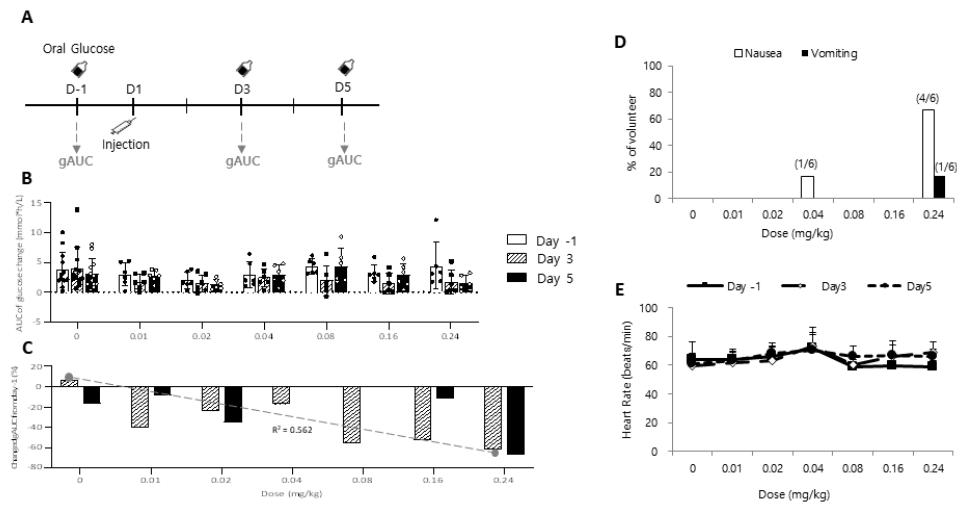 A
Oral Glucose
D-1 D1 D3 D5
Injection
gAUC gAUC gAUC
B
AUC of glucose change (mmol*h/L)
15
10
5
0
-5
0 0.01 0.02 0.04 0.08 0.16 0.24
Day -1
Day 3
Day 5
C
Changed gAUC from day-1 (%)
20
0
-20
-40
-60
-80
R² = 0.562
0 0.01 0.02 0.04 0.08 0.16 0.24
Dose (mg/kg)
D
Nausea Vomiting
% of volunteer
100
80
60
40
20
0
(1/6)
(4/6)
(1/6)
0 0.01 0.02 0.04 0.08 0.16 0.24
Dose (mg/kg)
E
Day -1 Day3 Day5
Heart Rate (beats/min)
100
80
60
40
20
0
0 0.01 0.02 0.04 0.08 0.16 0.24
Dose (mg/kg)